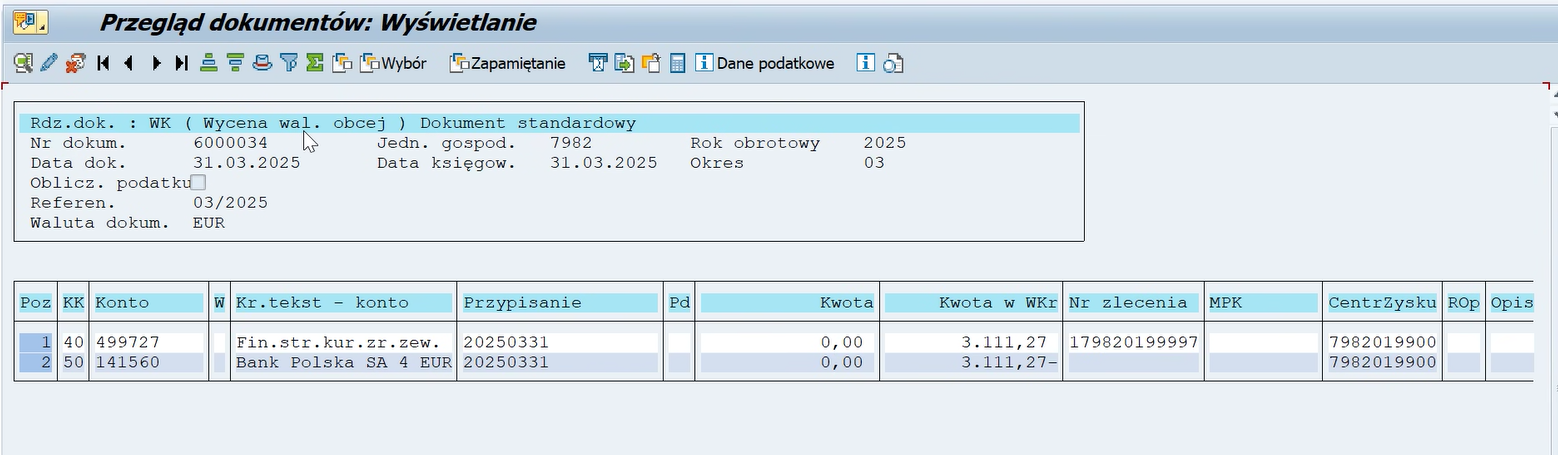 Przegląd dokumentów: Wyświetlanie
Wybór Zapamiętanie Dane podatkowe
Rdz.dok. : WK ( Wycena wal. obcej ) Dokument standardowy
Nr dokum. 6000034 Jedn. gospod. 7982 Rok obrotowy 2025
Data dok. 31.03.2025 Data księgow. 31.03.2025 Okres 03
Oblicz. podatku
Referen. 03/2025
Waluta dokum. EUR
Poz KK Konto W Kr.tekst - konto Przypisanie Pd Kwota Kwota w WKr Nr zlecenia MPK CentrZysku ROp Opis
1 40 499727 Fin.str.kur.zr.zew. 20250331 0,00 3.111,27 179820199997 7982019900
2 50 141560 Bank Polska SA 4 EUR 20250331 0,00 3.111,27- 7982019900